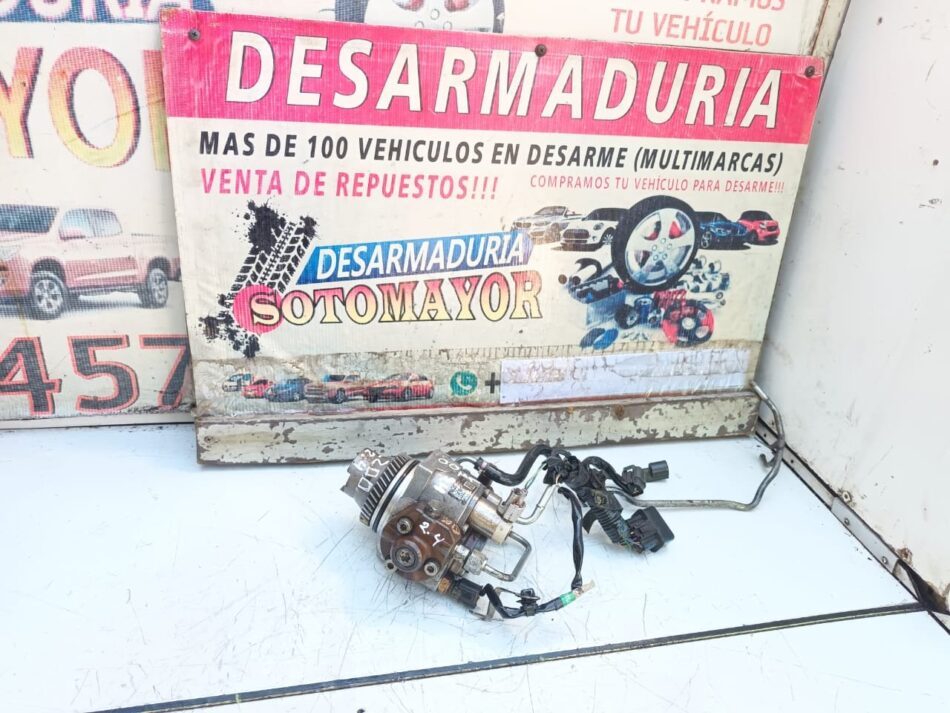 TU VEHÍCULO
DESARMADURIA
MAS DE 100 VEHICULOS EN DESARME (MULTIMARCAS)
VENTA DE REPUESTOS!!!
COMPRAMOS TU VEHÍCULO PARA DESARME!!!
DESARMADURIA
SOTOMAYOR
457
+
2.4